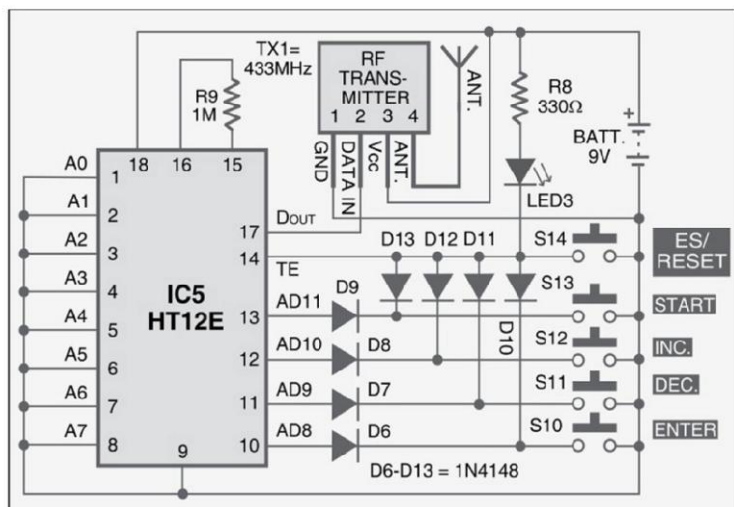 TX1=
433MHz
RF
TRANS-
MITTER
1 2 3 4
GND
DATA IN
Vcc
ANT.
ANT.
R8
330Ω
LED3
+
BATT.
9V
R9
1M
18 16 15
A0
1
A1
2
A2
3
A3
4
A4
5
A5
6
A6
7
A7
8
9
IC5
HT12E
DOUT
17
14
TE
13
AD11
12
AD10
11
AD9
10
AD8
D9
D8
D7
D6
D13
D12
D11
D10
S14
ES/
RESET
S13
START
S12
INC.
S11
DEC.
S10
ENTER
D6-D13 = 1N4148